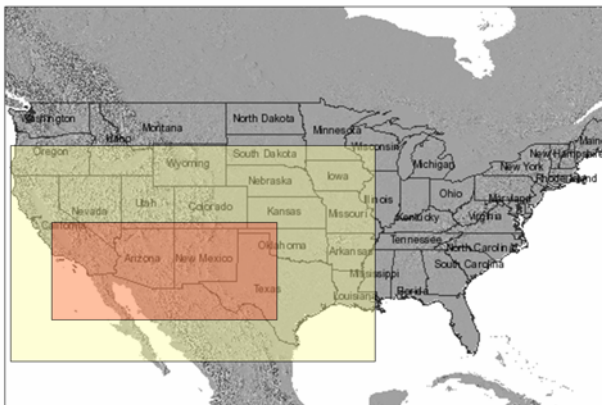 Washington
Idaho
Montana
North Dakota
Minnesota
Wisconsin
Michigan
Maine
New Hampshire
New York
Rhode Island
Oregon
Wyoming
South Dakota
Iowa
Nebraska
Illinois
Ohio
Maryland
Nevada
Utah
Colorado
Kansas
Missouri
Kentucky
Virginia
California
Arizona
New Mexico
Oklahoma
Arkansas
Tennessee
North Carolina
South Carolina
Mississippi
Texas
Louisiana
Florida